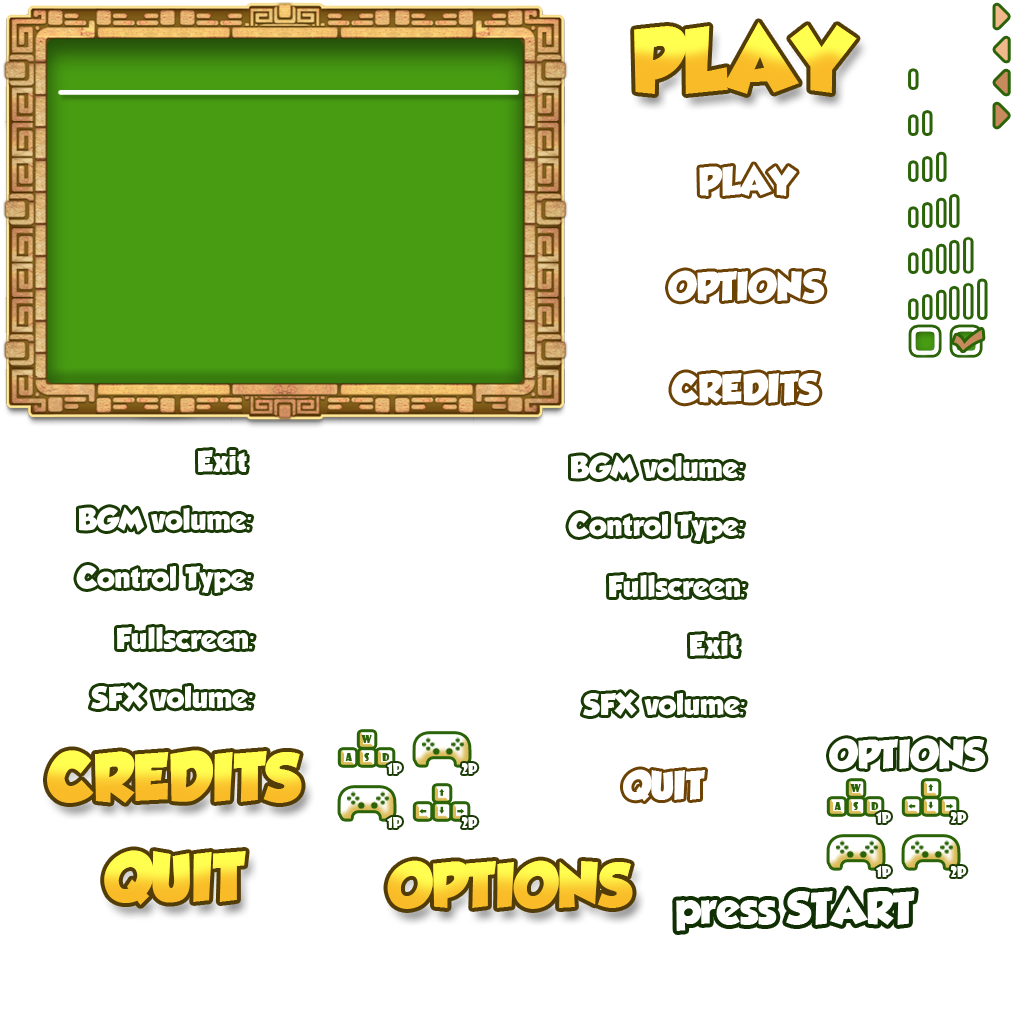 PLAY
PLAY
OPTIONS
CREDITS
Exit
BGM volume:
Control Type:
Fullscreen:
SFX volume:
BGM volume:
Control Type:
Fullscreen:
Exit
SFX volume:
CREDITS
W
A S D 1P
2P
1P
2P
QUIT
OPTIONS
W
A S D 1P
2P
1P
2P
QUIT
OPTIONS
press START